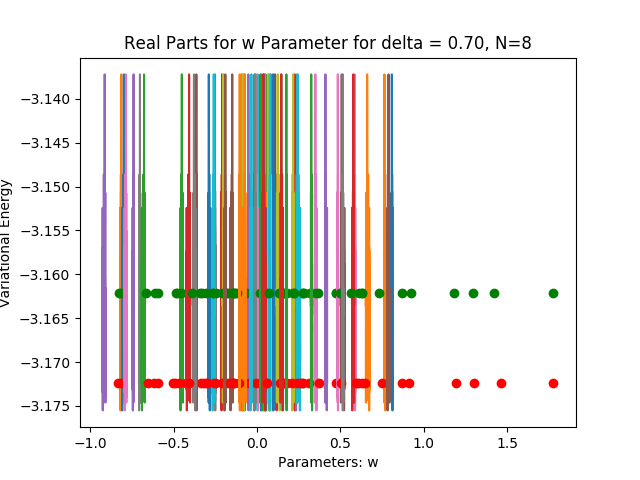 Real Parts for w Parameter for delta = 0.70, N=8
Variational Energy
−3.140
−3.145
−3.150
−3.155
−3.160
−3.165
−3.170
−3.175
−1.0 −0.5 0.0 0.5 1.0 1.5
Parameters: w